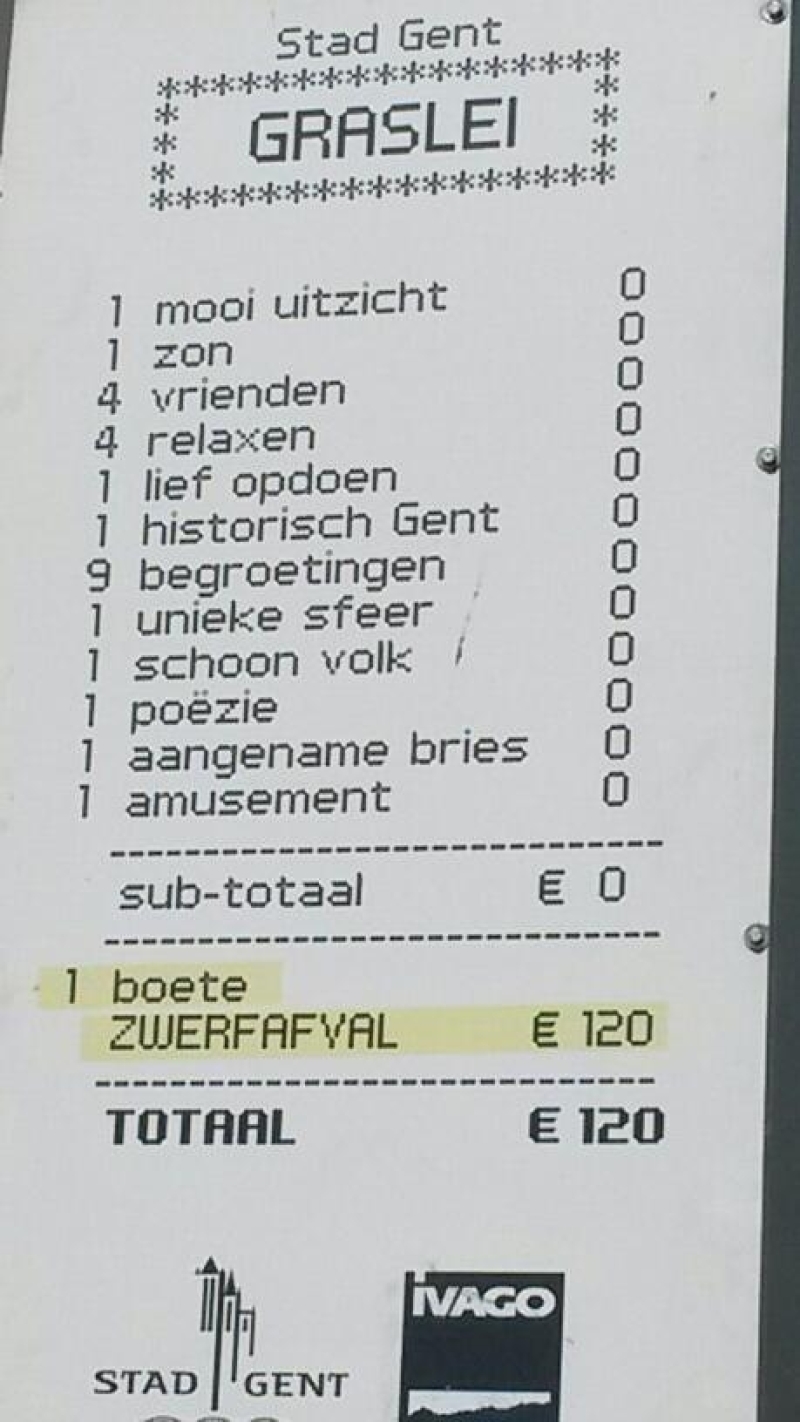 Stad Gent
******************
* GRASLEI *
******************
1 mooi uitzicht 0
1 zon 0
4 vrienden 0
4 relaxen 0
1 lief opdoen 0
1 historisch Gent 0
9 begroetingen 0
1 unieke sfeer 0
1 schoon volk 0
1 poëzie 0
1 aangename bries 0
1 amusement 0
sub-totaal € 0
1 boete
ZWERFAFVAL € 120
TOTAAL € 120
STAD GENT
IVAGO